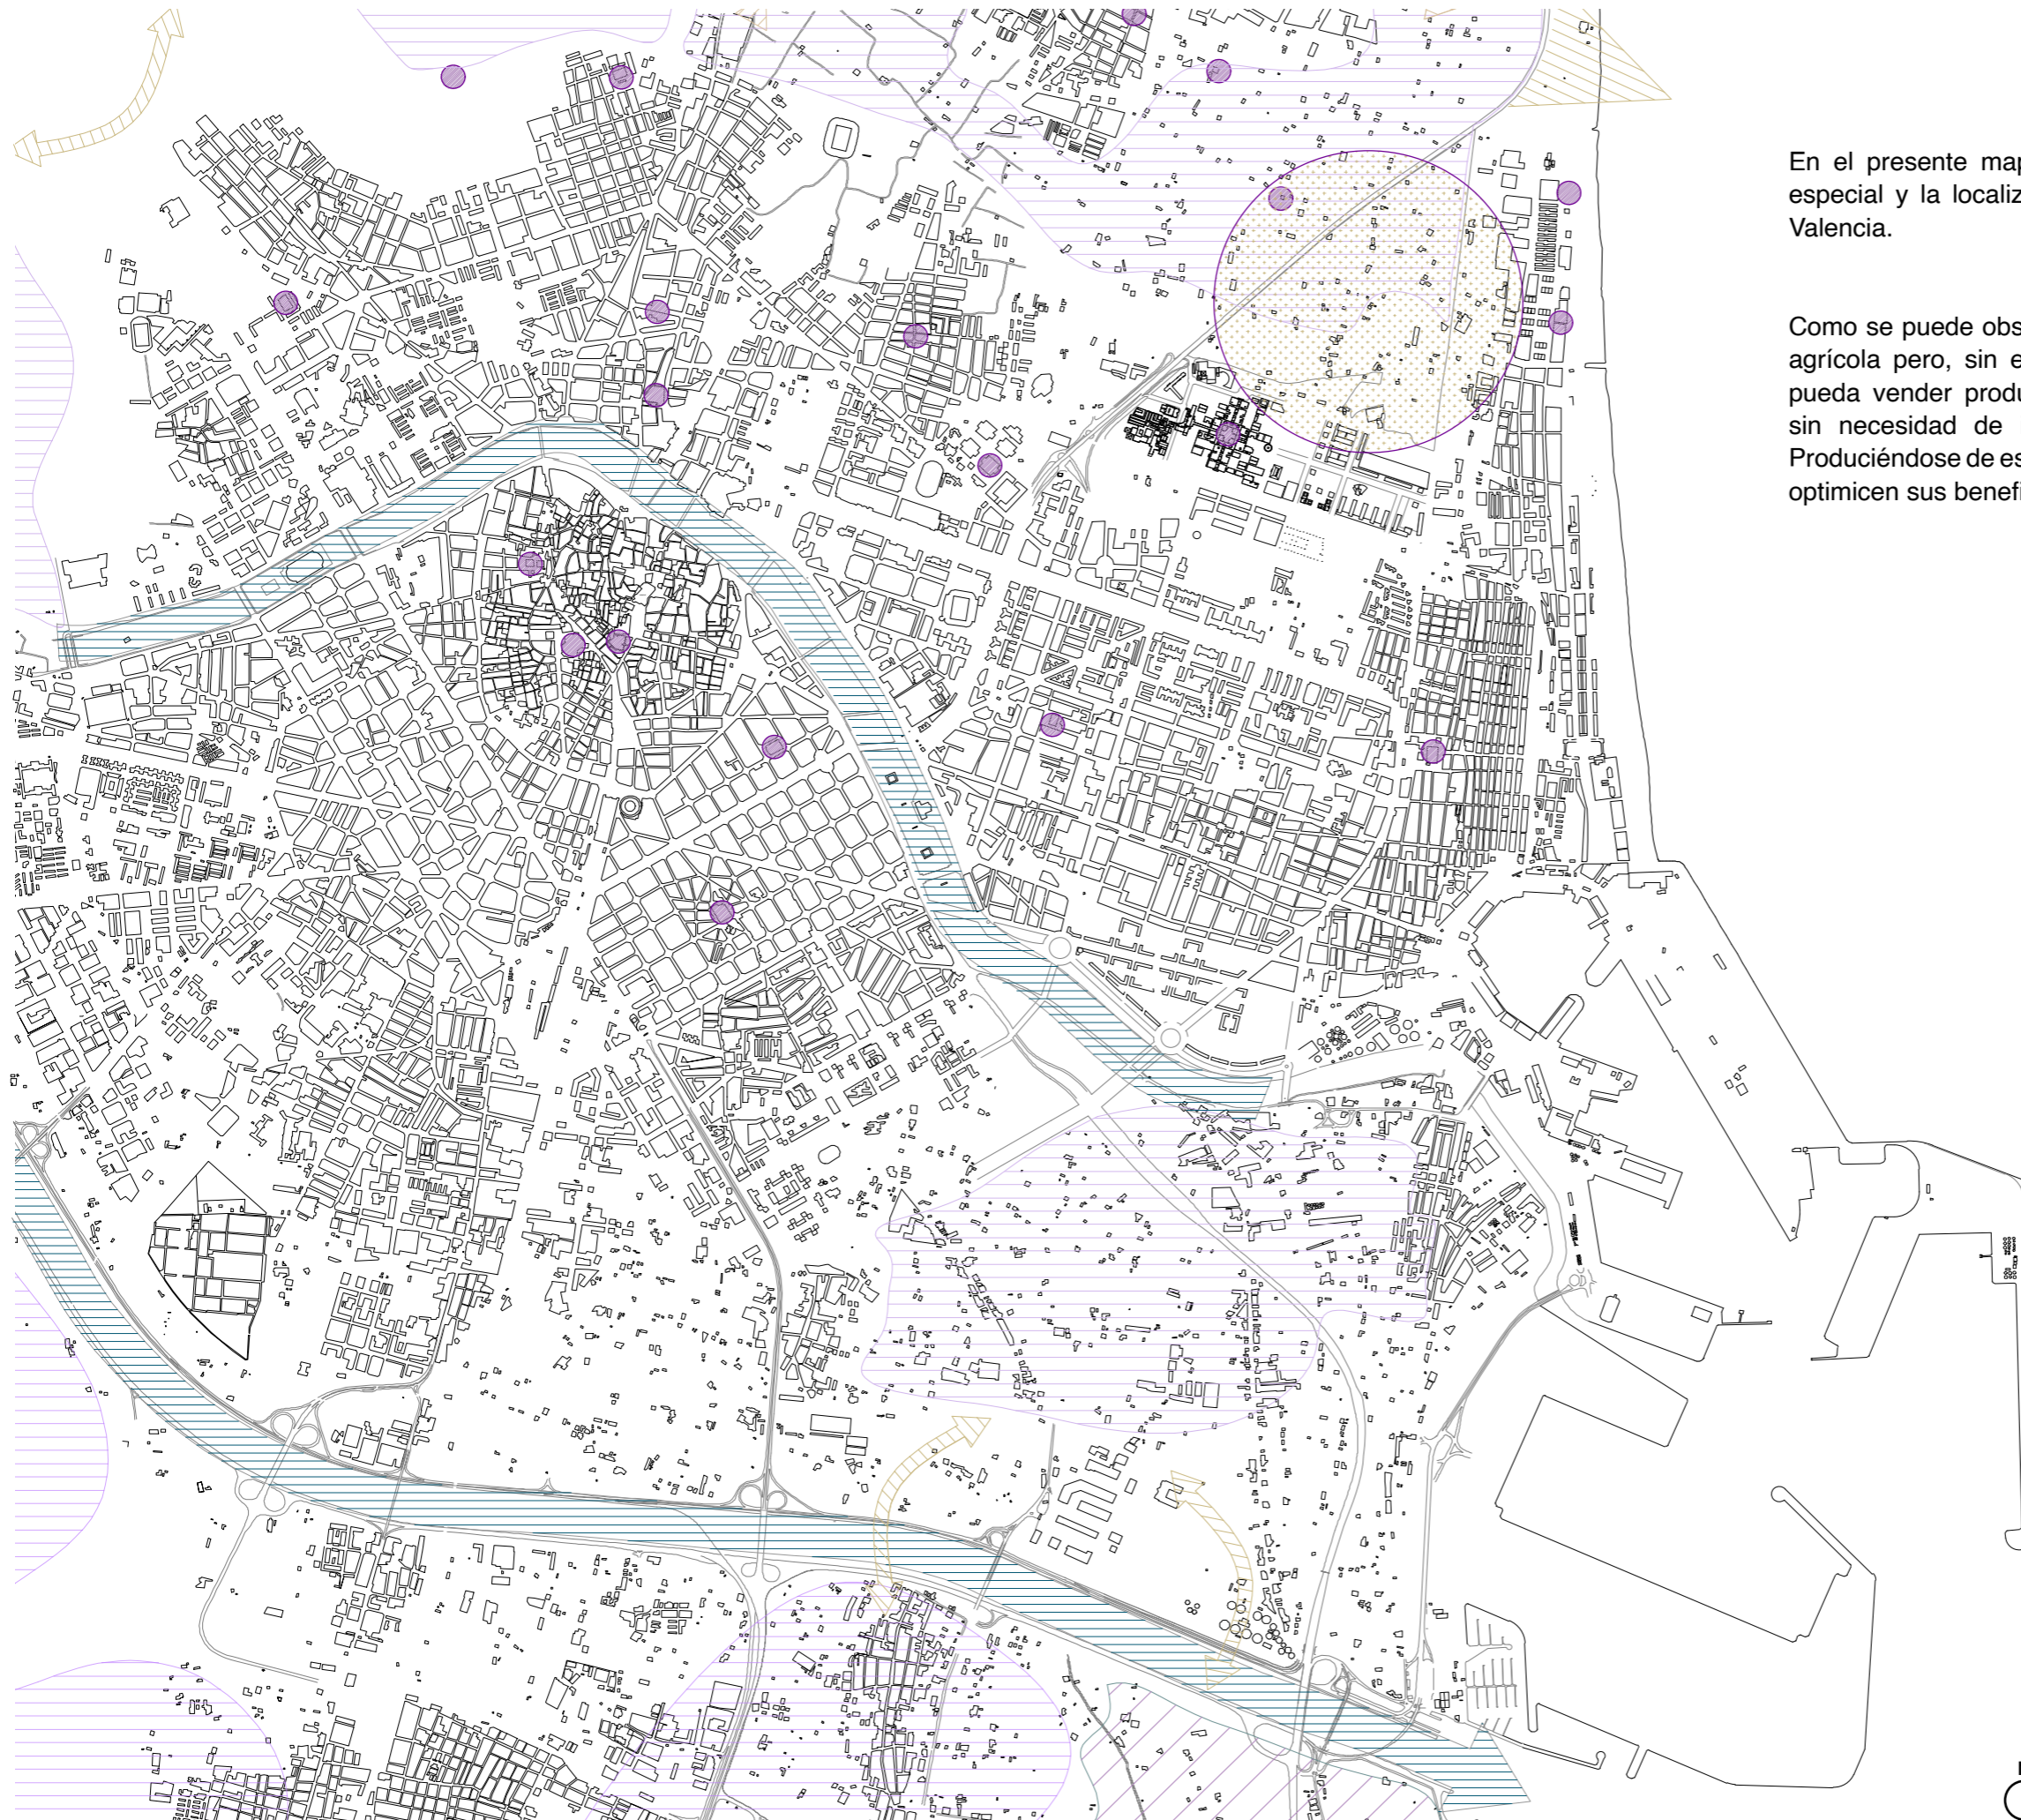 En el presente map
especial y la localiz
Valencia.
Como se puede obs
agrícola pero, sin e
pueda vender produ
sin necesidad de
Produciéndose de es
optimicen sus benefi